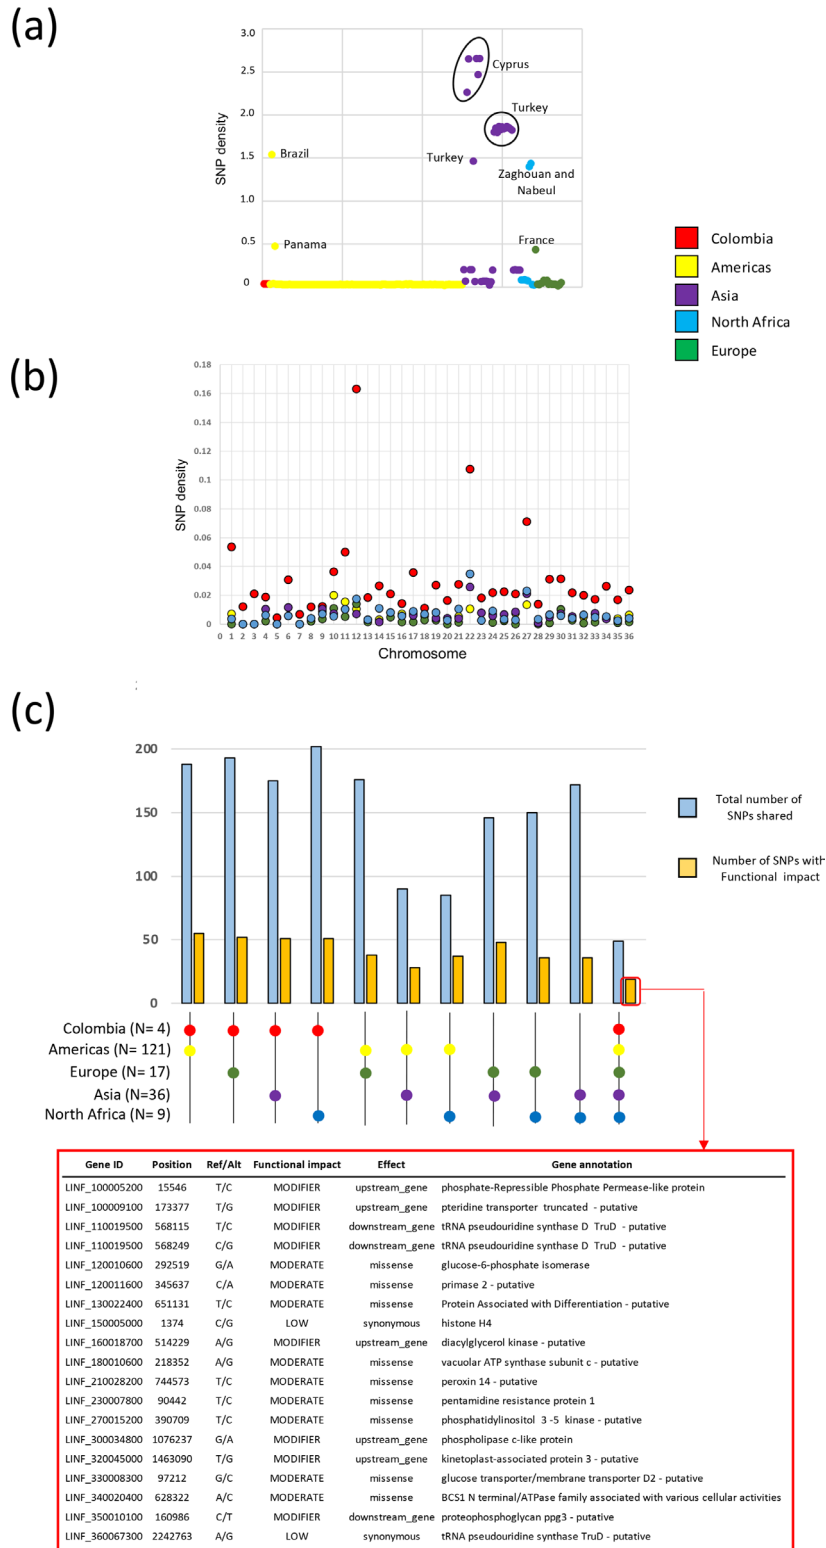 (a)
3.0
2.5
2.0
1.5
1.0
0.5
0
SNP density
Cyprus
Turkey
Brazil
Turkey
Zaghouan and
Nabeul
Panama
France
Colombia
Americas
Asia
North Africa
Europe
(b)
0.18
0.16
0.14
0.12
0.1
0.08
0.06
0.04
0.02
0
SNP density
0 1 2 3 4 5 6 7 8 9 10 11 12 13 14 15 16 17 18 19 20 21 22 23 24 25 26 27 28 29 30 31 32 33 34 35 36
Chromosome
;
(c)
200
150
100
50
0
Total number of
SNPs shared
Number of SNPs with
Functional impact
Colombia (N= 4)
Americas (N= 121)
Europe (N= 17)
Asia (N=36)
North Africa (N= 9)
Gene ID Position Ref/Alt Functional impact Effect Gene annotation
LINF_100005200 15546 T/C MODIFIER upstream_gene phosphate-Repressible Phosphate Permease-like protein
LINF_100009100 173377 T/G MODIFIER upstream_gene pteridine transporter truncated - putative
LINF_110019500 568115 T/C MODIFIER downstream_gene tRNA pseudouridine synthase D TruD - putative
LINF_110019500 568249 C/G MODIFIER downstream_gene tRNA pseudouridine synthase D TruD - putative
LINF_120010600 292519 G/A MODERATE missense glucose-6-phosphate isomerase
LINF_120011600 345637 C/A MODERATE missense primase 2 - putative
LINF_130022400 651131 T/C MODERATE missense Protein Associated with Differentiation - putative
LINF_150005000 1374 C/G LOW synonymous histone H4
LINF_160018700 514229 A/G MODIFIER upstream_gene diacylglycerol kinase - putative
LINF_180010600 218352 A/G MODERATE missense vacuolar ATP synthase subunit c - putative
LINF_210028200 744573 T/C MODERATE missense peroxin 14 - putative
LINF_230007800 90442 T/C MODERATE missense pentamidine resistance protein 1
LINF_270015200 390709 T/C MODERATE missense phosphatidylinositol 3 -5 kinase - putative
LINF_300034800 1076237 G/A MODIFIER upstream_gene phospholipase c-like protein
LINF_320045000 1463090 T/G MODIFIER upstream_gene kinetoplast-associated protein 3 - putative
LINF_330008300 97212 G/C MODERATE missense glucose transporter/membrane transporter D2 - putative
LINF_340020400 628322 A/C MODERATE missense BCS1 N terminal/ATPase family associated with various cellular activities
LINF_350010100 160986 C/T MODIFIER downstream_gene proteophosphoglycan ppg3 - putative
LINF_360067300 2242763 A/G LOW synonymous tRNA pseudouridine synthase TruD - putative